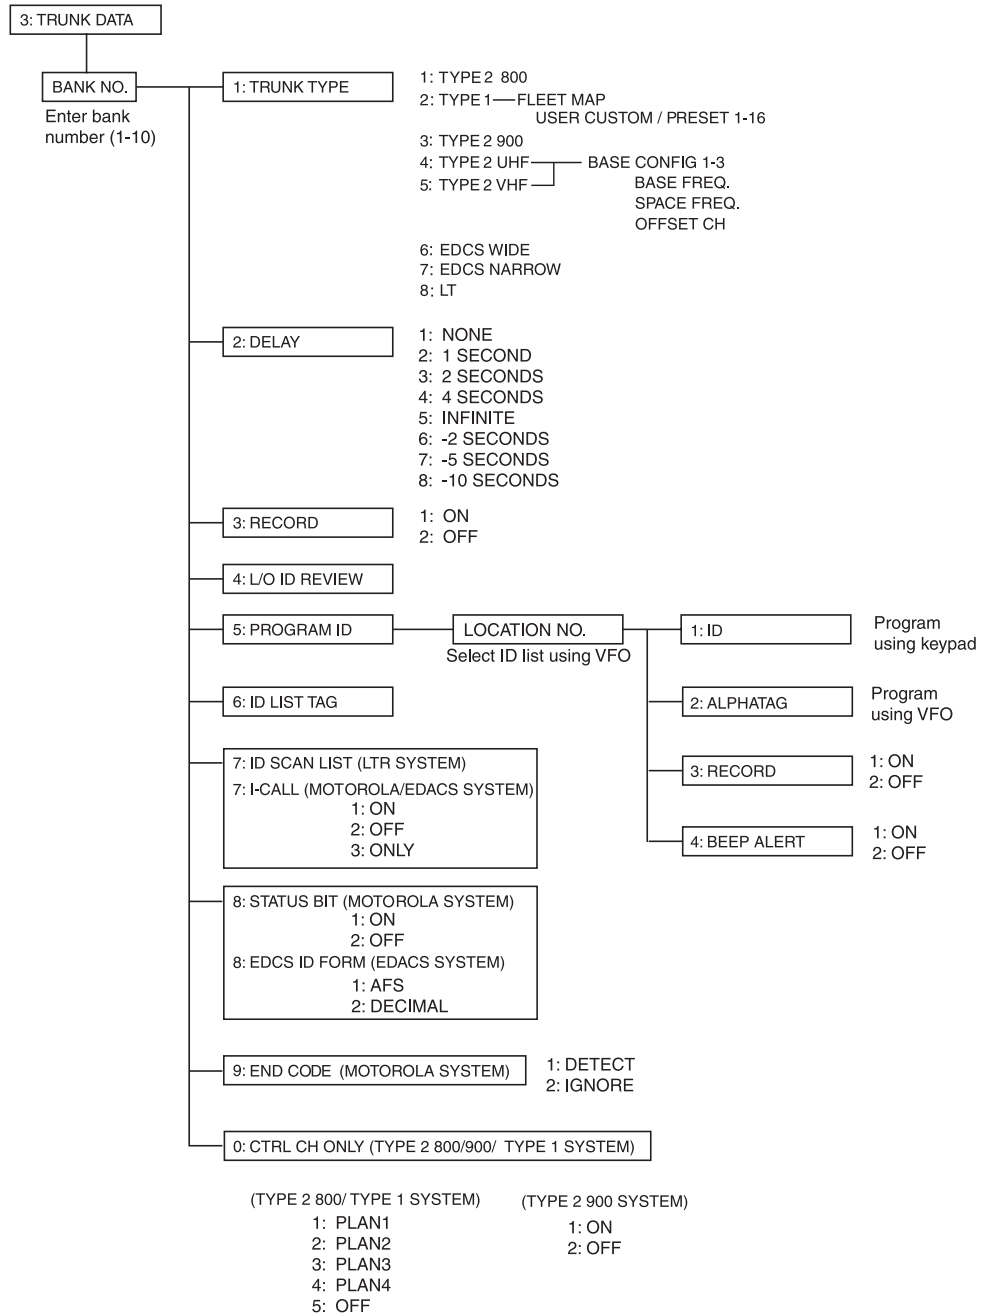 3: TRUNK DATA
BANK NO.
Enter bank
number (1-10)
1: TRUNK TYPE
1: TYPE 2 800
2: TYPE 1 FLEET MAP
USER CUSTOM / PRESET 1-16
3: TYPE 2 900
4: TYPE 2 UHF BASE CONFIG 1-3
5: TYPE 2 VHF BASE FREQ.
SPACE FREQ.
OFFSET CH
6: EDCS WIDE
7: EDCS NARROW
8: LT
2: DELAY
1: NONE
2: 1 SECOND
3: 2 SECONDS
4: 4 SECONDS
5: INFINITE
6: -2 SECONDS
7: -5 SECONDS
8: -10 SECONDS
3: RECORD
1: ON
2: OFF
4: L/O ID REVIEW
5: PROGRAM ID
LOCATION NO.
Select ID list using VFO
1: ID
Program
using keypad
2: ALPHATAG
Program
using VFO
3: RECORD
1: ON
2: OFF
4: BEEP ALERT
1: ON
2: OFF
6: ID LIST TAG
7: ID SCAN LIST (LTR SYSTEM)
7: I-CALL (MOTOROLA/EDACS SYSTEM)
1: ON
2: OFF
3: ONLY
8: STATUS BIT (MOTOROLA SYSTEM)
1: ON
2: OFF
8: EDCS ID FORM (EDACS SYSTEM)
1: AFS
2: DECIMAL
9: END CODE (MOTOROLA SYSTEM)
1: DETECT
2: IGNORE
0: CTRL CH ONLY (TYPE 2 800/900/ TYPE 1 SYSTEM)
(TYPE 2 800/ TYPE 1 SYSTEM)
1: PLAN1
2: PLAN2
3: PLAN3
4: PLAN4
5: OFF
(TYPE 2 900 SYSTEM)
1: ON
2: OFF